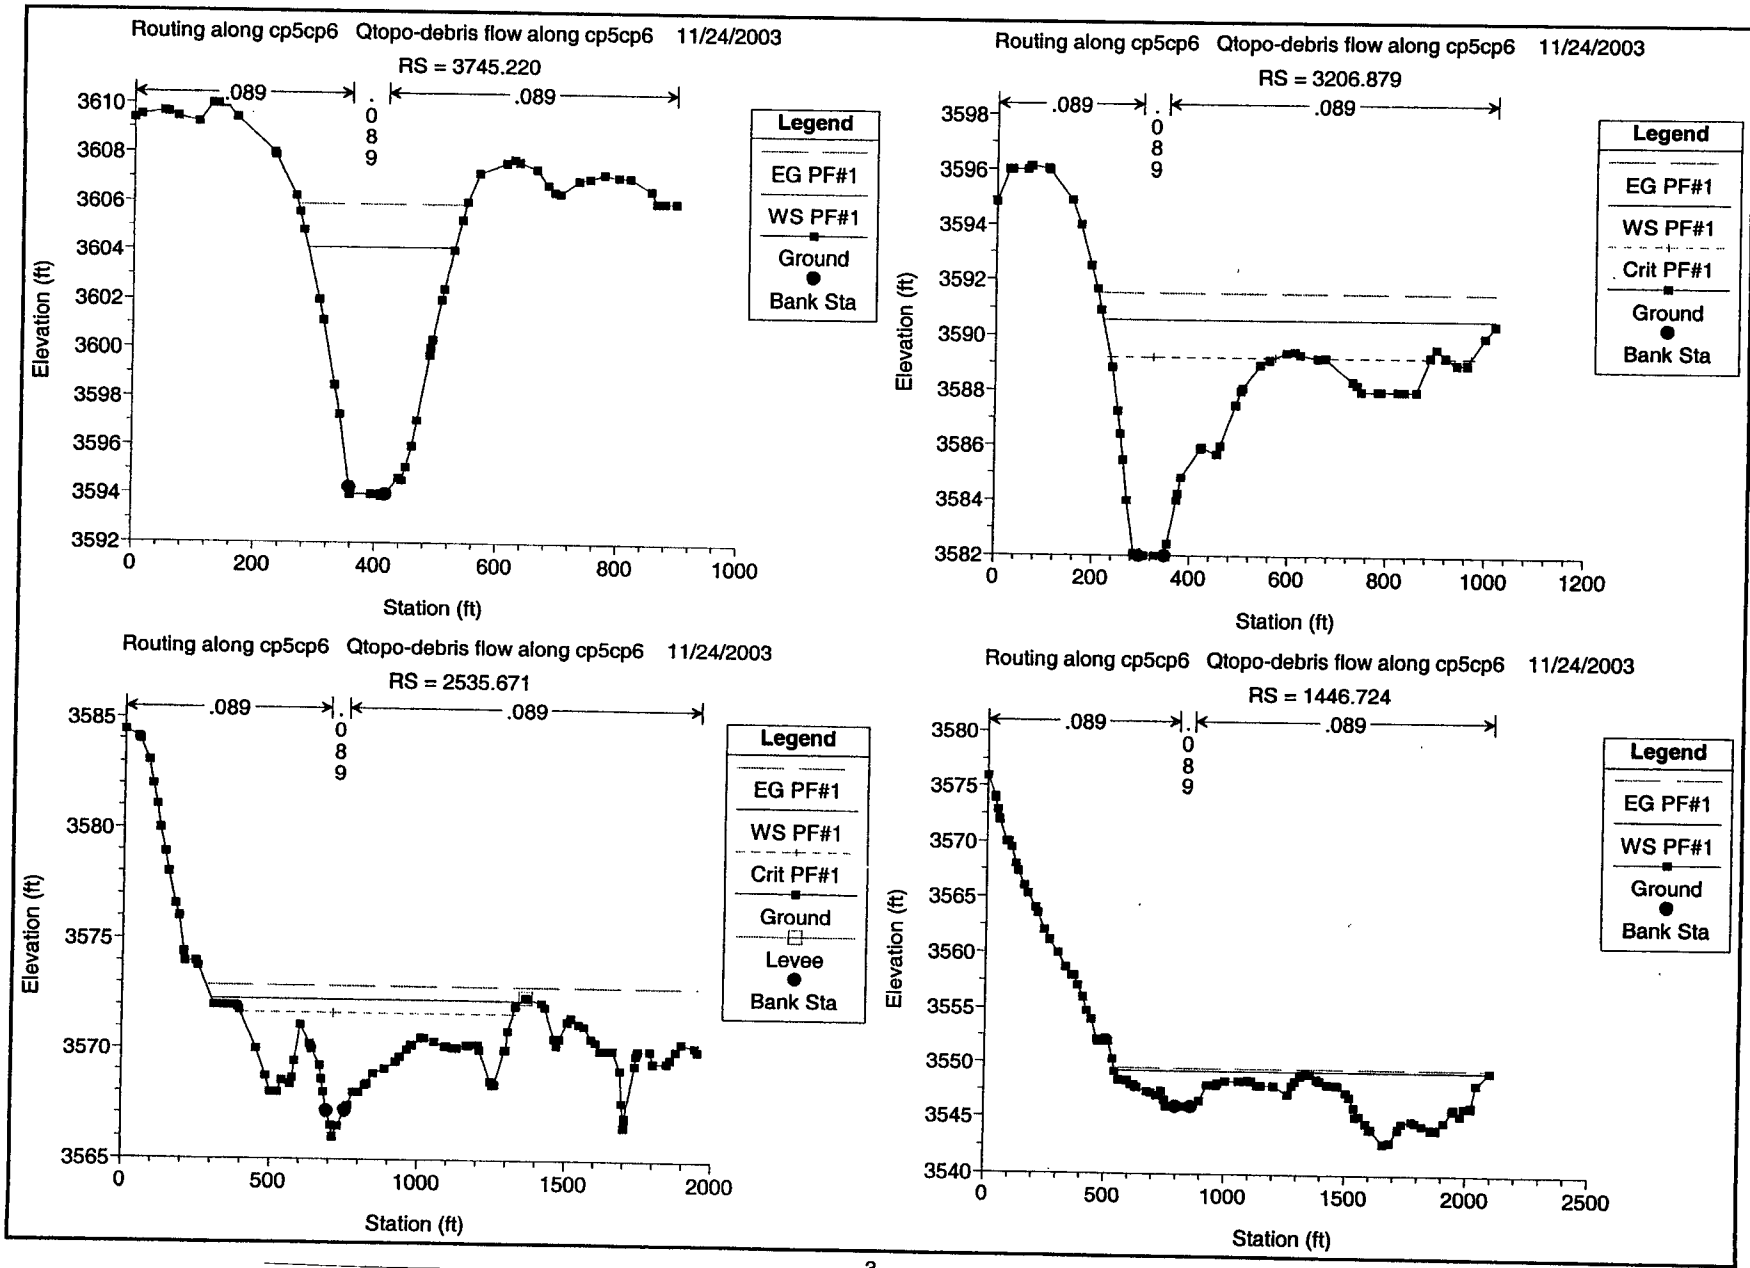 Routing along cp5cp6 Qtopo-debris flow along cp5cp6 11/24/2003
RS = 3745.220
.089
.
0
8
9
.089
3610
3608
3606
3604
3602
3600
3598
3596
3594
3592
Elevation (ft)
0 200 400 600 800 1000
Station (ft)
Legend
EG PF#1
WS PF#1
Ground
Bank Sta
Routing along cp5cp6 Qtopo-debris flow along cp5cp6 11/24/2003
RS = 3206.879
.089
.
0
8
9
.089
3598
3596
3594
3592
3590
3588
3586
3584
3582
Elevation (ft)
0 200 400 600 800 1000 1200
Station (ft)
Legend
EG PF#1
WS PF#1
Crit PF#1
Ground
Bank Sta
Routing along cp5cp6 Qtopo-debris flow along cp5cp6 11/24/2003
RS = 2535.671
.089
.
0
8
9
.089
3585
3580
3575
3570
3565
Elevation (ft)
0 500 1000 1500 2000
Station (ft)
Legend
EG PF#1
WS PF#1
Crit PF#1
Ground
Levee
Bank Sta
Routing along cp5cp6 Qtopo-debris flow along cp5cp6 11/24/2003
RS = 1446.724
.089
.
0
8
9
.089
3580
3575
3570
3565
3560
3555
3550
3545
3540
Elevation (ft)
0 500 1000 1500 2000 2500
Station (ft)
Legend
EG PF#1
WS PF#1
Ground
Bank Sta